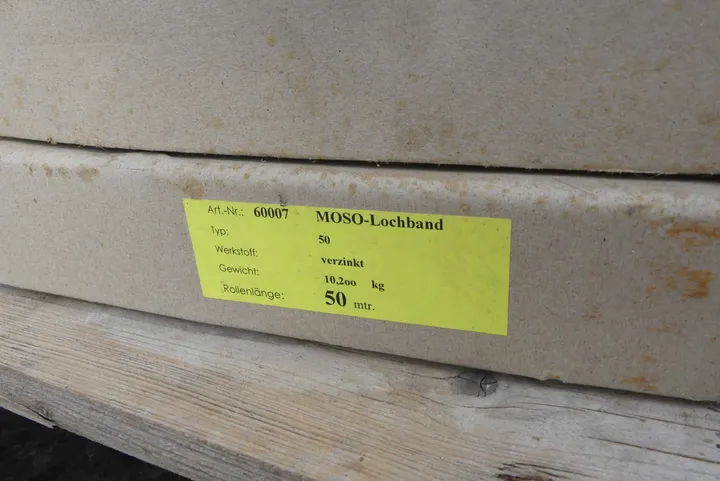 Art.-Nr.: 60007 MOSO-Lochband
Typ: 50
Werkstoff: verzinkt
Gewicht: 10,2oo kg
Rollenlänge: 50 mtr.